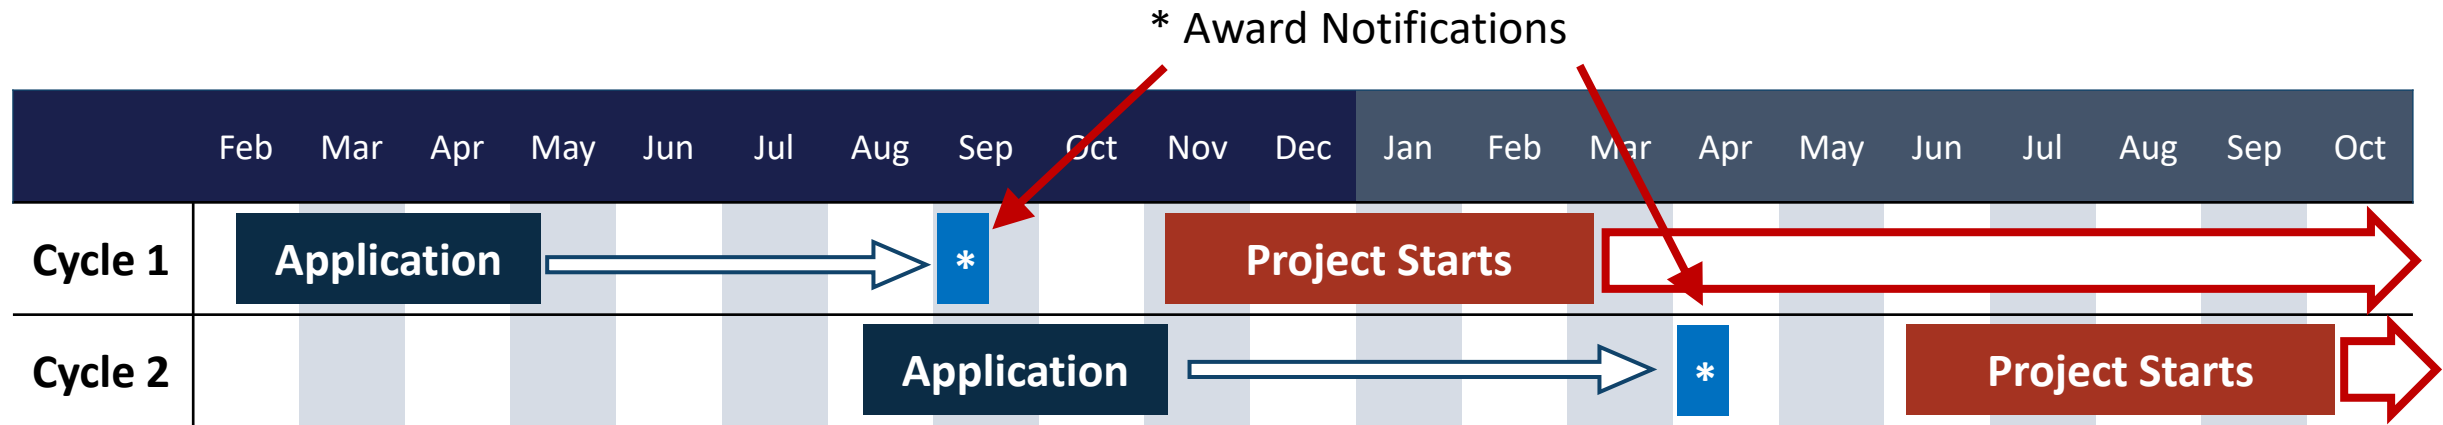 * Award Notifications
Feb Mar Apr May Jun Jul Aug Sep Oct Nov Dec Jan Feb Mar Apr May Jun Jul Aug Sep Oct
Cycle 1 Application * Project Starts
Cycle 2 Application * Project Starts